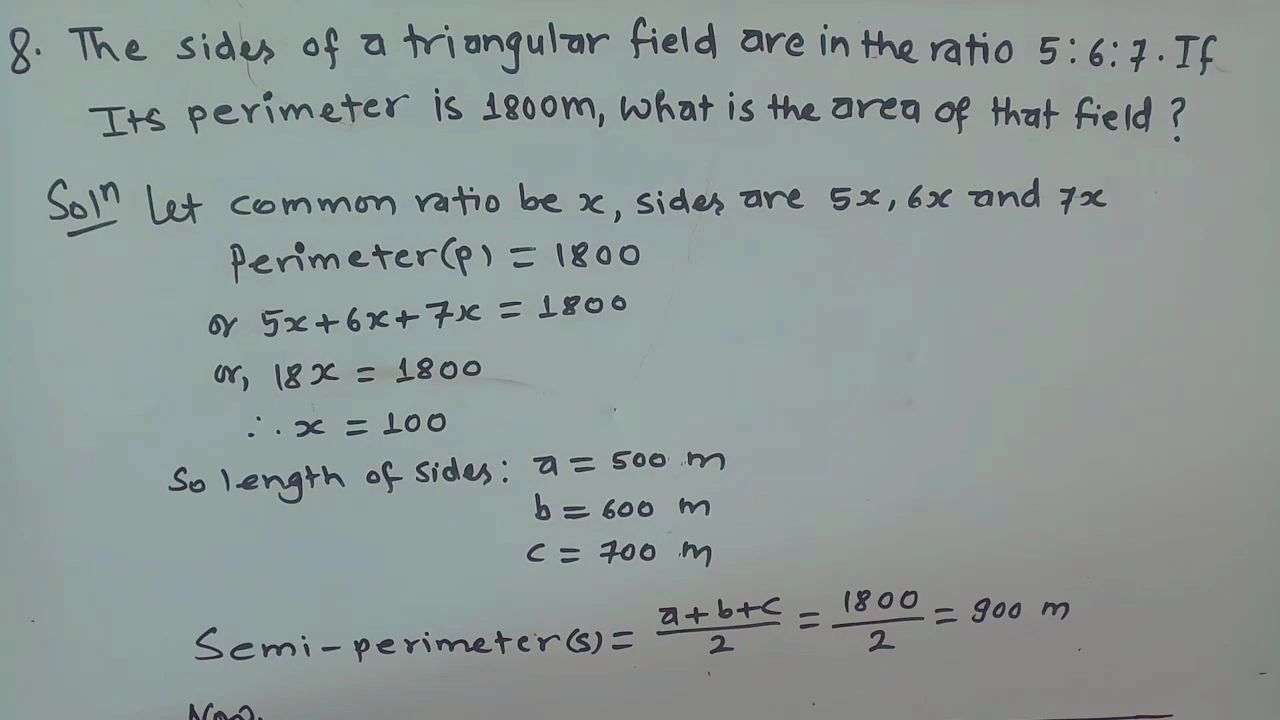 8. The sides of a triangular field are in the ratio 5:6:7. If
Its perimeter is 1800m, what is the area of that field?
Solⁿ Let common ratio be x, sides are 5x, 6x and 7x
Perimeter(p) = 1800
or 5x+6x+7x = 1800
or, 18x = 1800
∴ x = 100
So length of sides: a = 500 m
b = 600 m
c = 700 m
Semi-perimeter(s) = a+b+c/2 = 1800/2 = 900 m
Now,